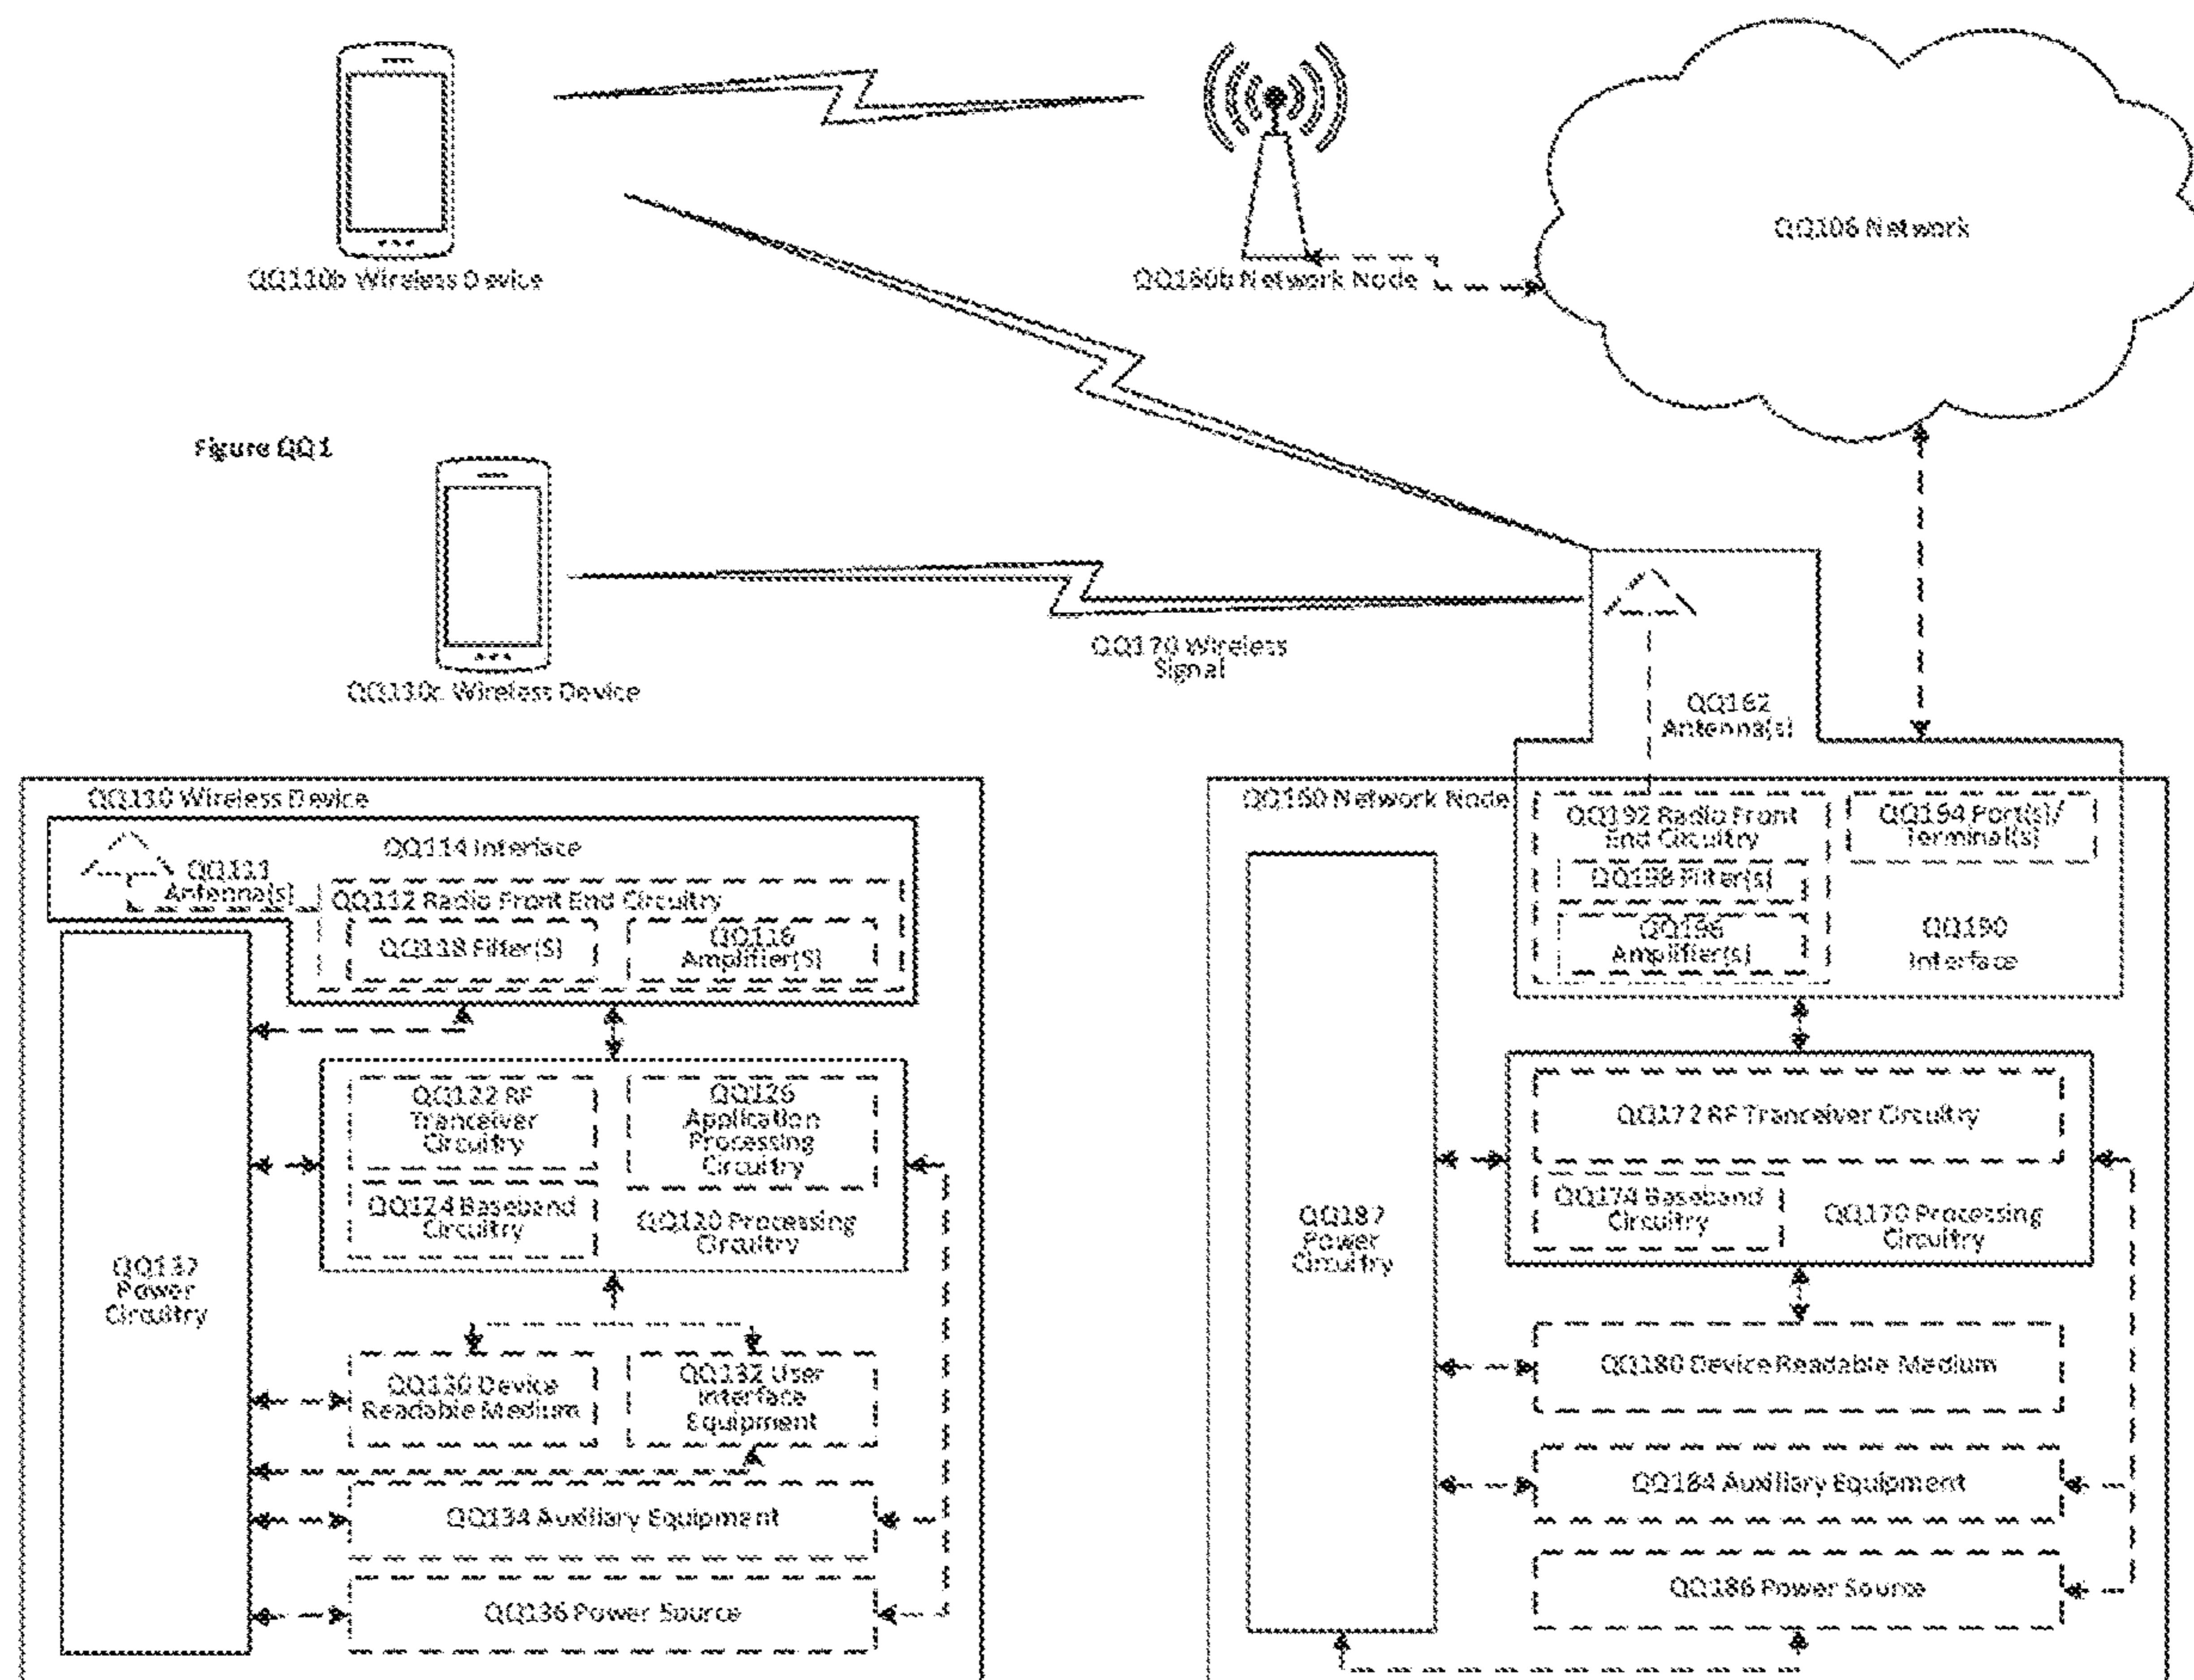 QQ110b Wireless Device
QQ160b Network Node
QQ106 Network
Figure QQ1
QQ110c Wireless Device
QQ170 Wireless
Signal
QQ162
Antenna(s)
QQ110 Wireless Device
QQ114 Interface
QQ111
Antenna(s)
QQ112 Radio Front End Circuitry
QQ118 Filter(S)
QQ116
Amplifier(S)
QQ122 RF
Tranceiver
Circuitry
QQ126
Application
Processing
Circuitry
QQ124 Baseband
Circuitry
QQ120 Processing
Circuitry
QQ137
Power
Circuitry
QQ130 Device
Readable Medium
QQ132 User
Interface
Equipment
QQ134 Auxiliary Equipment
QQ136 Power Source
QQ160 Network Node
QQ192 Radio Front
End Circuitry
QQ198 Filter(s)
QQ196
Amplifier(s)
QQ194 Port(s)/
Terminal(s)
QQ190
Interface
QQ172 RF Tranceiver Circuitry
QQ174 Baseband
Circuitry
QQ170 Processing
Circuitry
QQ187
Power
Circuitry
QQ180 Device Readable Medium
QQ184 Auxiliary Equipment
QQ186 Power Source